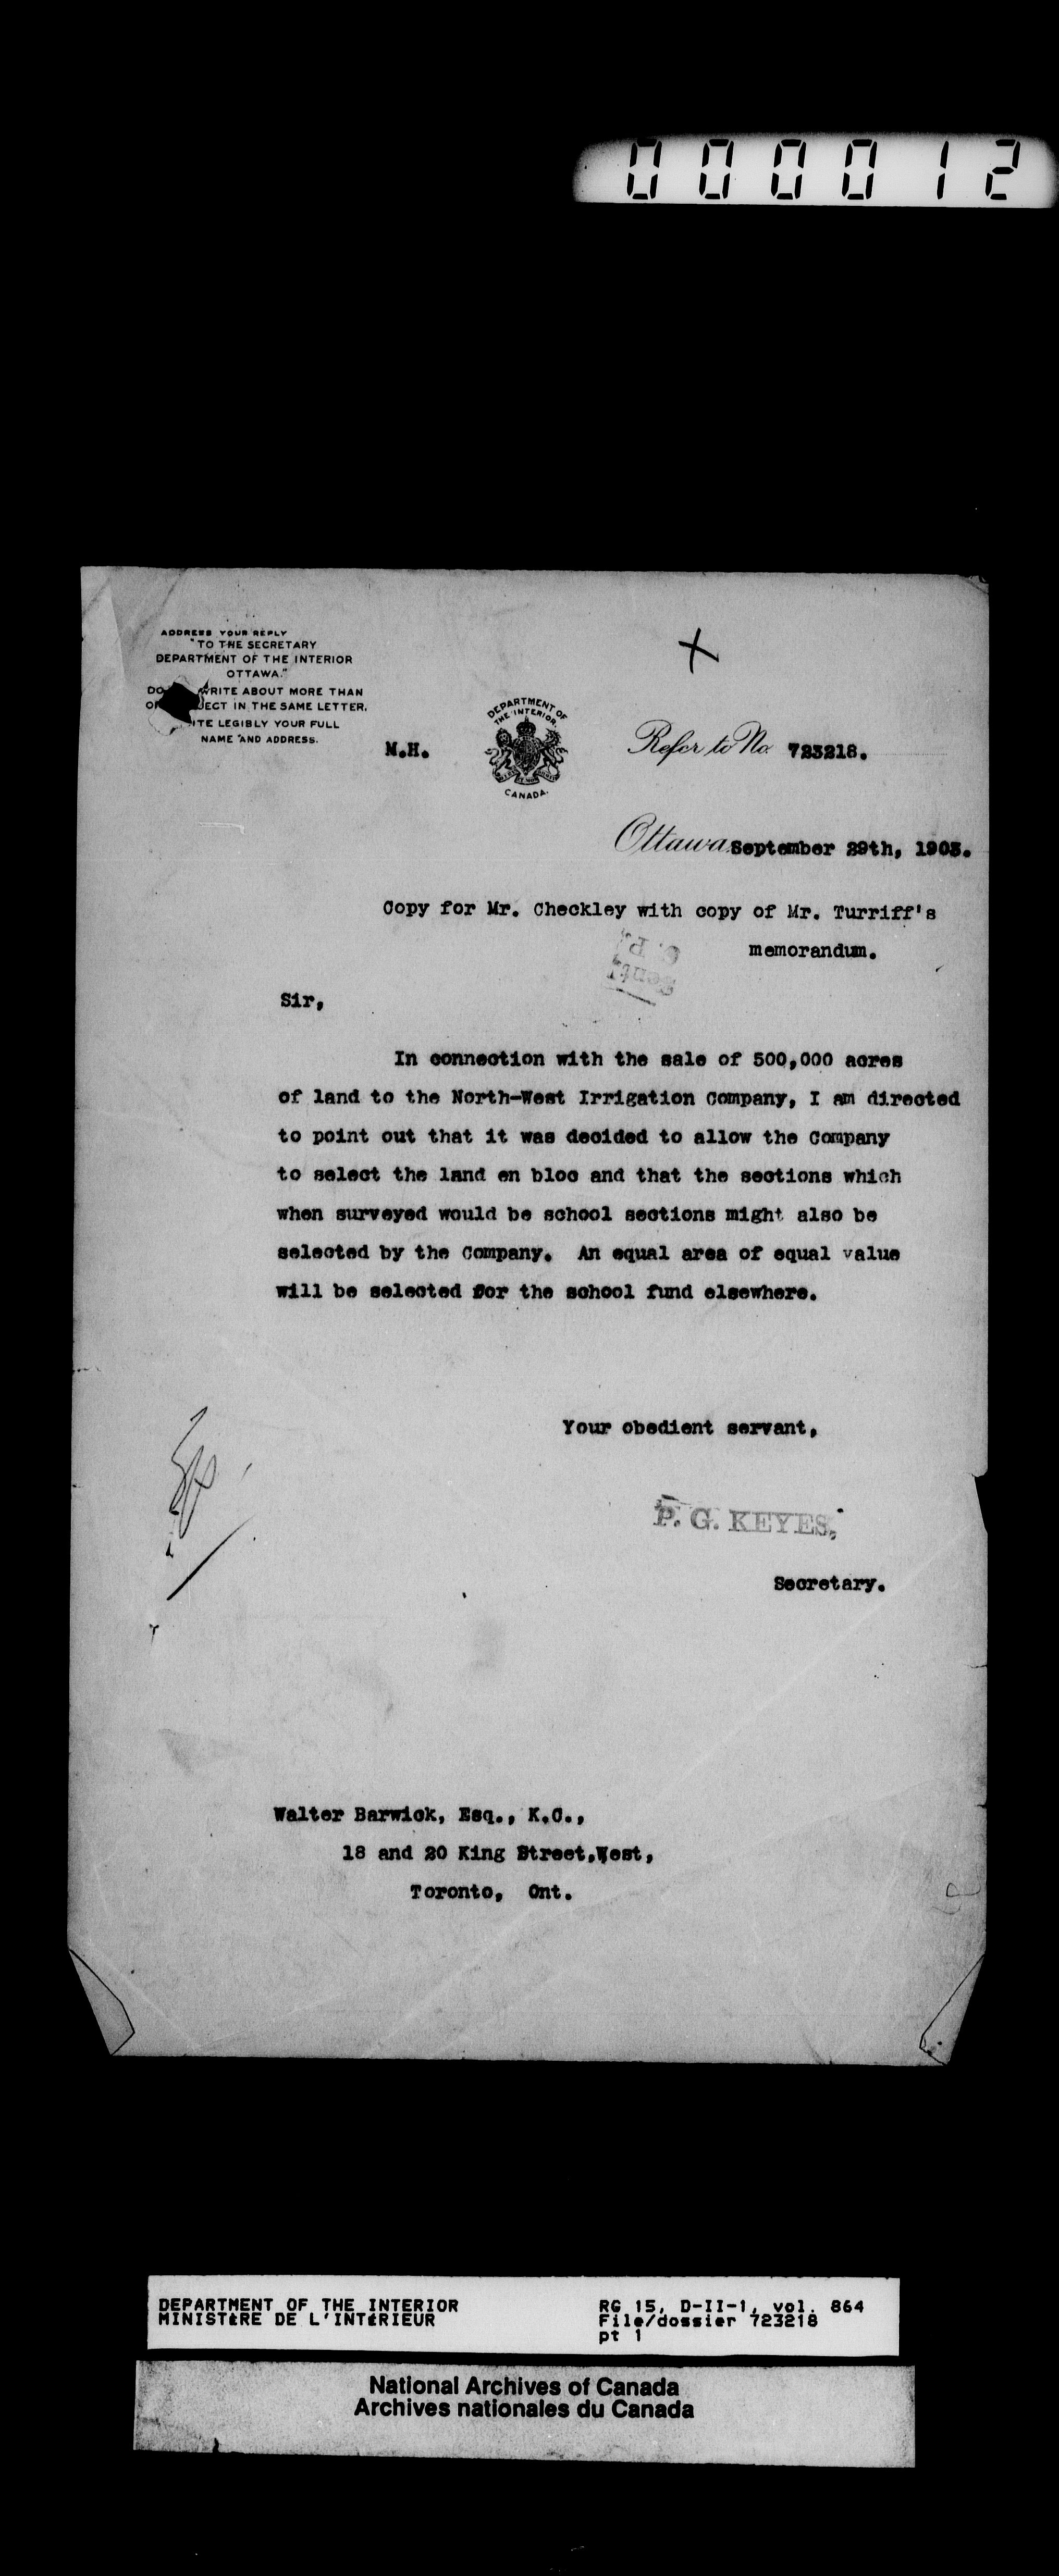 000012
ADDRESS YOUR REPLY
"TO THE SECRETARY
DEPARTMENT OF THE INTERIOR
OTTAWA."
DO WRITE ABOUT MORE THAN
JECT IN THE SAME LETTER.
ITE LEGIBLY YOUR FULL
NAME AND ADDRESS.
M.H.
DEPARTMENT OF
THE INTERIOR.
CANADA.
Refer to No. 723218.
Ottawa, September 29th, 1903.
Copy for Mr. Checkley with copy of Mr. Turriff's
memorandum.
Sent
C. P.
Sir,
In connection with the sale of 500,000 acres
of land to the North-West Irrigation Company, I am directed
to point out that it was decided to allow the Company
to select the land en bloc and that the sections which
when surveyed would be school sections might also be
selected by the Company. An equal area of equal value
will be selected for the school fund elsewhere.
Your obedient servant,
P. G. KEYES,
Secretary.
Walter Barwick, Esq., K.C.,
18 and 20 King Street, West,
Toronto, Ont.
DEPARTMENT OF THE INTERIOR RG 15, D-II-1, vol. 864
MINISTÈRE DE L'INTÉRIEUR File/dossier 723218
pt 1
National Archives of Canada
Archives nationales du Canada